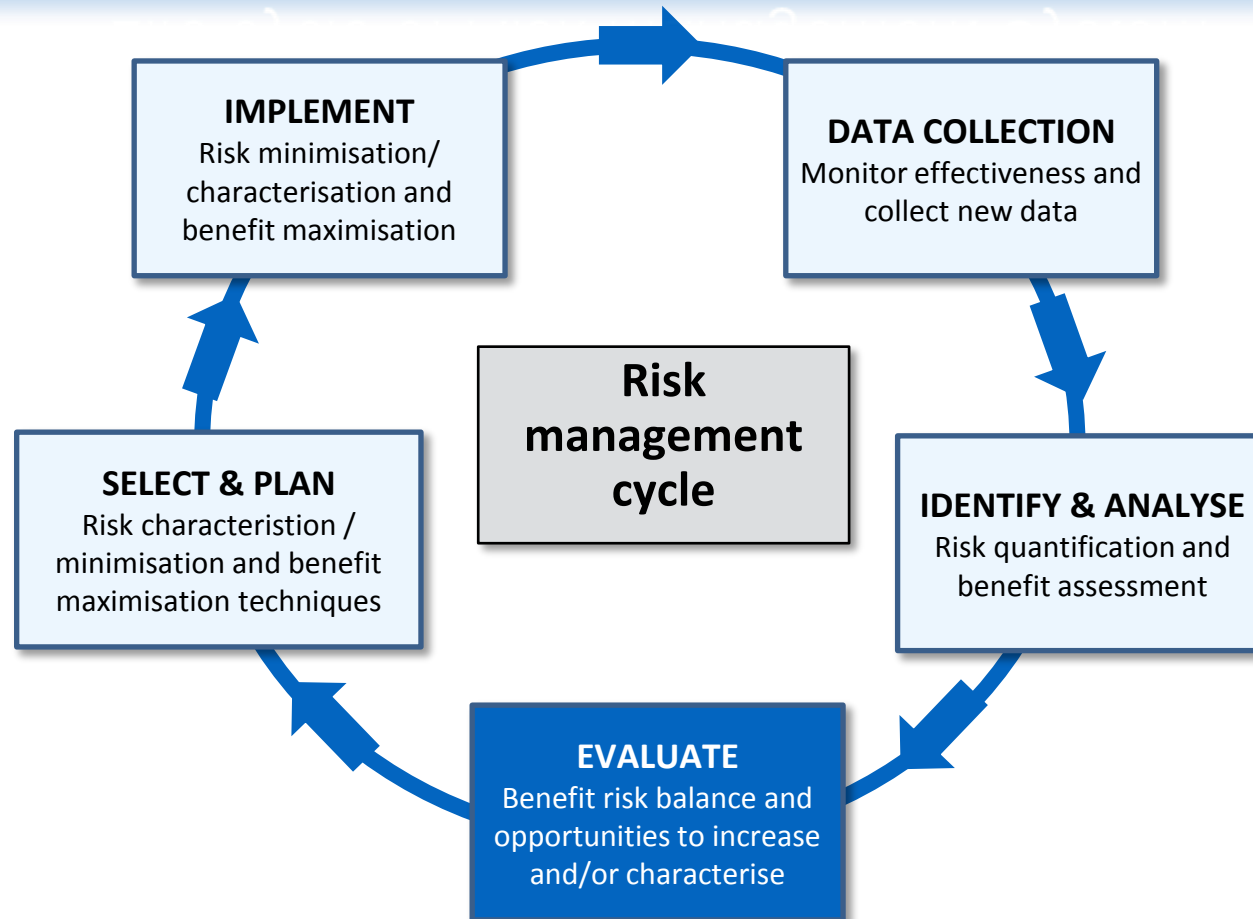 IMPLEMENT
Risk minimisation/
characterisation and
benefit maximisation
DATA COLLECTION
Monitor effectiveness and
collect new data
Risk
management
cycle
SELECT & PLAN
Risk characteristion /
minimisation and benefit
maximisation techniques
IDENTIFY & ANALYSE
Risk quantification and
benefit assessment
EVALUATE
Benefit risk balance and
opportunities to increase
and/or characterise